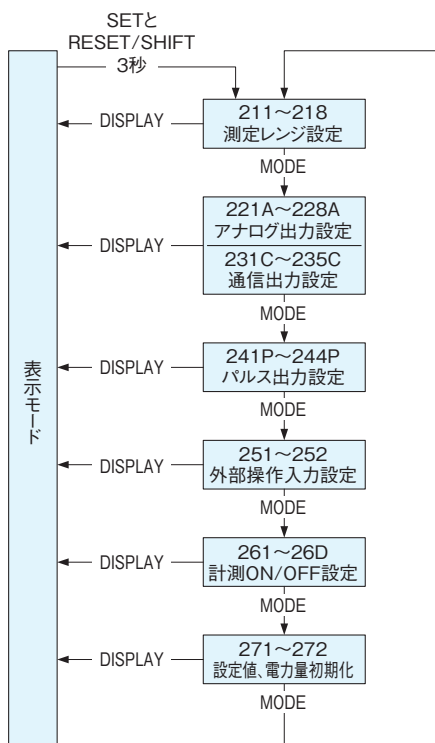 SETと
RESET/SHIFT
3秒
DISPLAY
211～218
測定レンジ設定
MODE
DISPLAY
221A～228A
アナログ出力設定
231C～235C
通信出力設定
MODE
表示モード
DISPLAY
241P～244P
パルス出力設定
MODE
DISPLAY
251～252
外部操作入力設定
MODE
DISPLAY
261～26D
計測ON/OFF設定
MODE
DISPLAY
271～272
設定値、電力量初期化
MODE